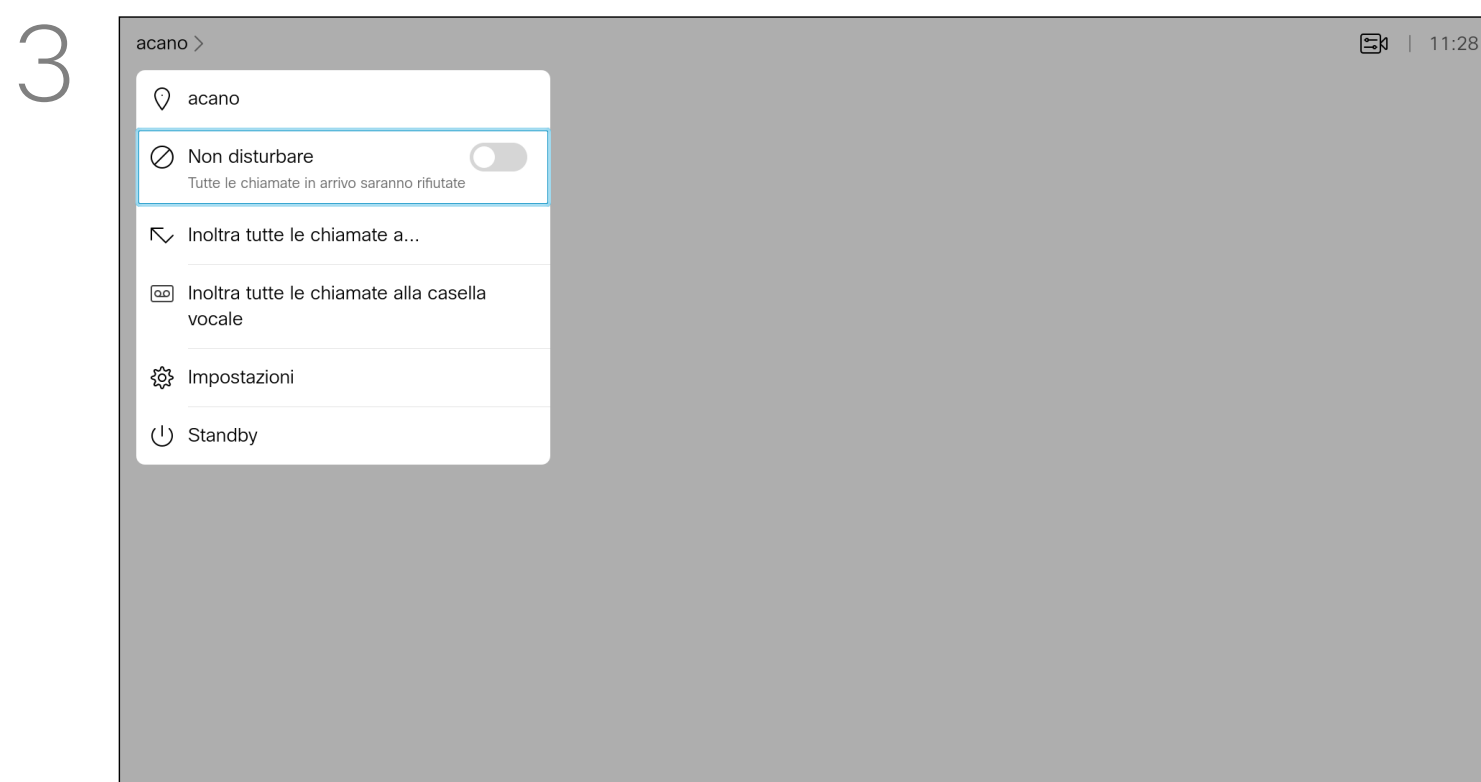 3
acano >
11:28
acano
Non disturbare
Tutte le chiamate in arrivo saranno rifiutate
Inoltra tutte le chiamate a...
Inoltra tutte le chiamate alla casella
vocale
Impostazioni
Standby